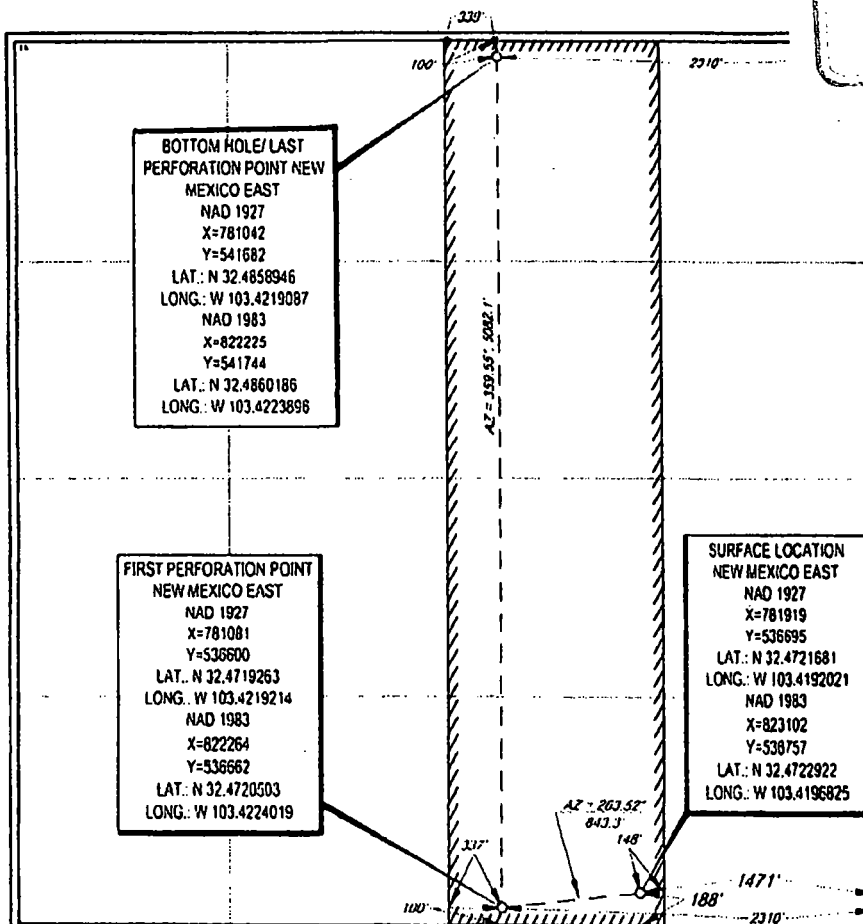 330'
100'
2310'
BOTTOM HOLE/ LAST
PERFORATION POINT NEW
MEXICO EAST
NAD 1927
X=781042
Y=541682
LAT.: N 32.4858946
LONG.: W 103.4219087
NAD 1983
X=822225
Y=541744
LAT.: N 32.4860186
LONG.: W 103.4223896
AZ = 359.55°, 5082.1'
FIRST PERFORATION POINT
NEW MEXICO EAST
NAD 1927
X=781081
Y=536600
LAT.: N 32.4719263
LONG.: W 103.4219214
NAD 1983
X=822264
Y=536662
LAT.: N 32.4720503
LONG.: W 103.4224019
SURFACE LOCATION
NEW MEXICO EAST
NAD 1927
X=781919
Y=536695
LAT.: N 32.4721681
LONG.: W 103.4192021
NAD 1983
X=823102
Y=536757
LAT.: N 32.4722922
LONG.: W 103.4196825
AZ = 263.52°
843.3'
337'
148'
1471'
188'
100'
2310'